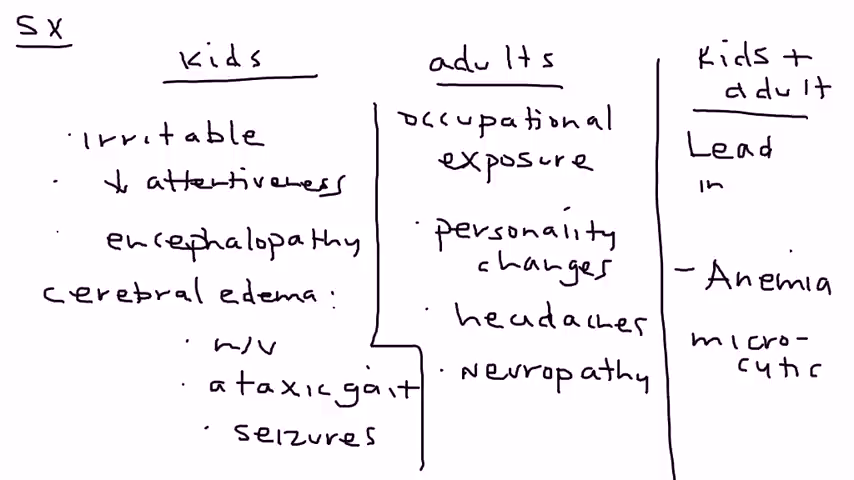 SX
kids
· irritable
· ↓ attentiveness
· encephalopathy
cerebral edema:
· n/v
· ataxic gait
· seizures
adults
occupational
exposure
· personality
changes
· headaches
· Neuropathy
kids +
adult
Lead
in
- Anemia
micro-
cytic